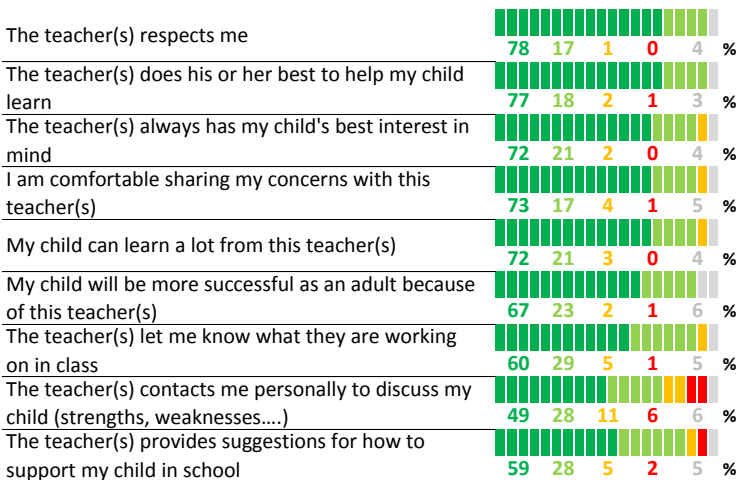 The teacher(s) respects me
78 17 1 0 4 %
The teacher(s) does his or her best to help my child
learn
77 18 2 1 3 %
The teacher(s) always has my child's best interest in
mind
72 21 2 0 4 %
I am comfortable sharing my concerns with this
teacher(s)
73 17 4 1 5 %
My child can learn a lot from this teacher(s)
72 21 3 0 4 %
My child will be more successful as an adult because
of this teacher(s)
67 23 2 1 6 %
The teacher(s) let me know what they are working
on in class
60 29 5 1 5 %
The teacher(s) contacts me personally to discuss my
child (strengths, weaknesses….)
49 28 11 6 6 %
The teacher(s) provides suggestions for how to
support my child in school
59 28 5 2 5 %